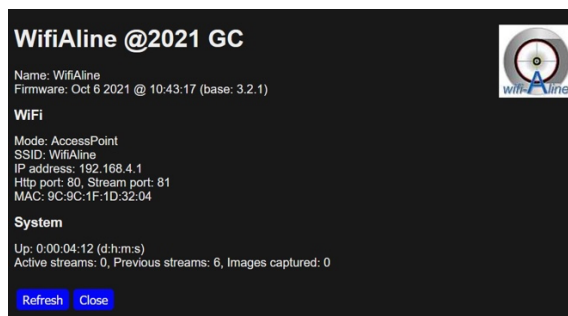 WifiAline @2021 GC
Name: WifiAline
Firmware: Oct 6 2021 @ 10:43:17 (base: 3.2.1)
WiFi
Mode: AccessPoint
SSID: WifiAline
IP address: 192.168.4.1
Http port: 80, Stream port: 81
MAC: 9C:9C:1F:1D:32:04
System
Up: 0:00:04:12 (d:h:m:s)
Active streams: 0, Previous streams: 6, Images captured: 0
Refresh Close
wifi-Aline